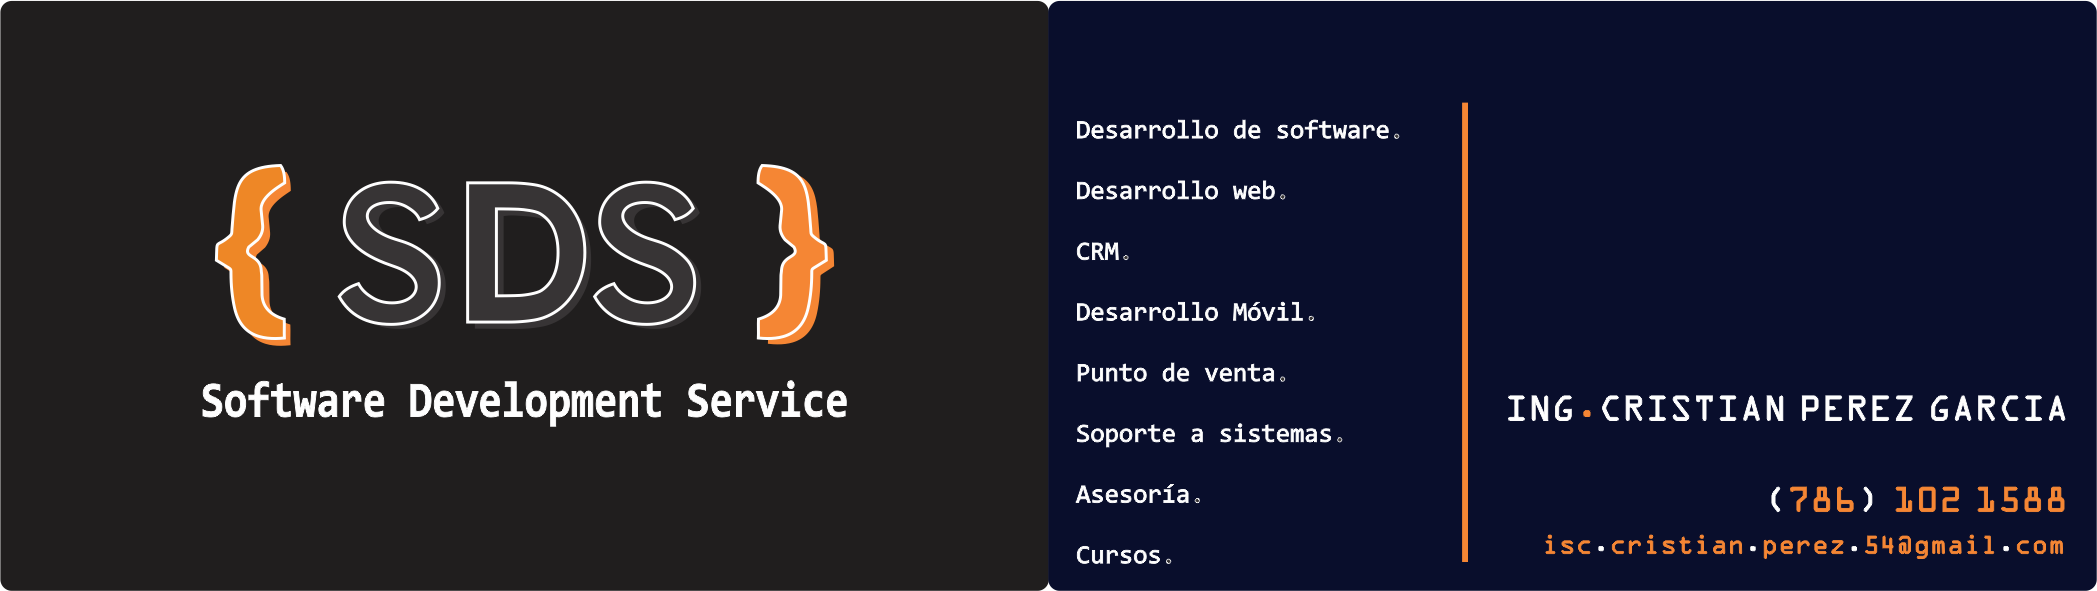 { SDS }
Software Development Service
Desarrollo de software.
Desarrollo web.
CRM.
Desarrollo Móvil.
Punto de venta.
Soporte a sistemas.
Asesoría.
Cursos.
ING.CRISTIAN PEREZ GARCIA
(786) 102 1588
isc.cristian.perez.54@gmail.com